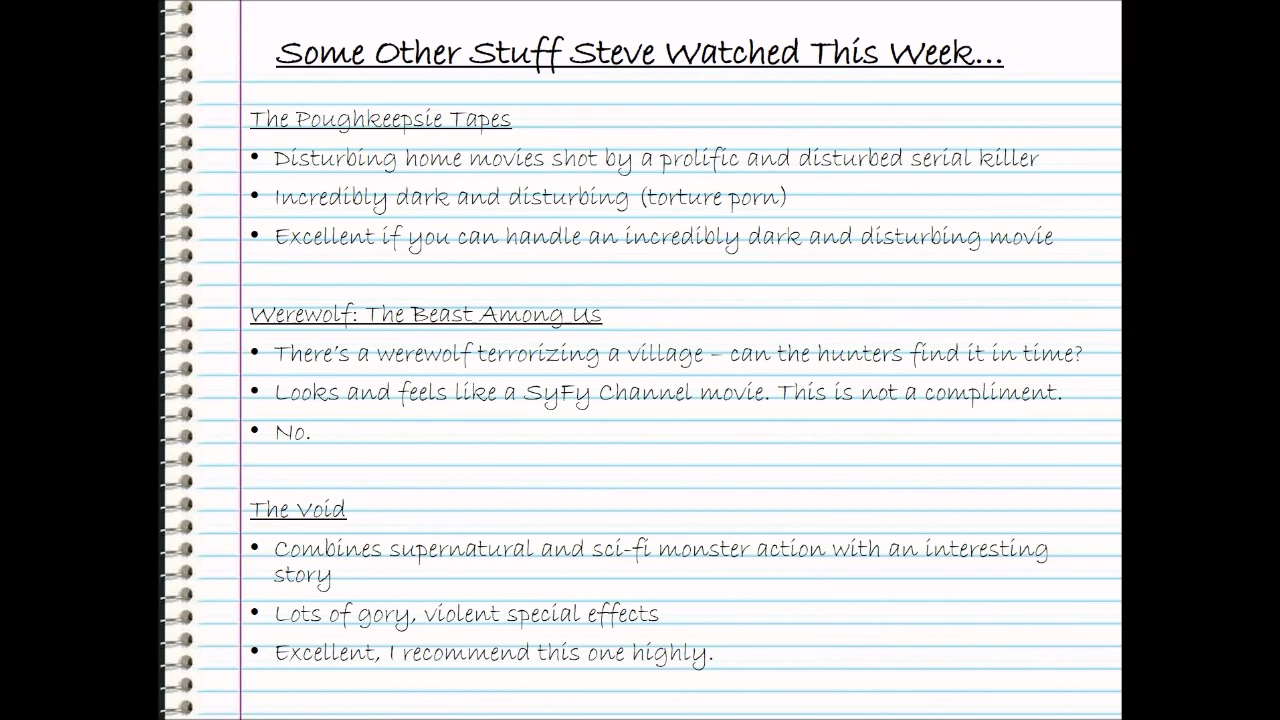 Some Other Stuff Steve Watched This Week...
The Poughkeepsie Tapes
• Disturbing home movies shot by a prolific and disturbed serial killer
• Incredibly dark and disturbing (torture porn)
• Excellent if you can handle an incredibly dark and disturbing movie
Werewolf: The Beast Among Us
• There's a werewolf terrorizing a village – can the hunters find it in time?
• Looks and feels like a SyFy Channel movie. This is not a compliment.
• No.
The Void
• Combines supernatural and sci-fi monster action with an interesting
story
• Lots of gory, violent special effects
• Excellent, I recommend this one highly.